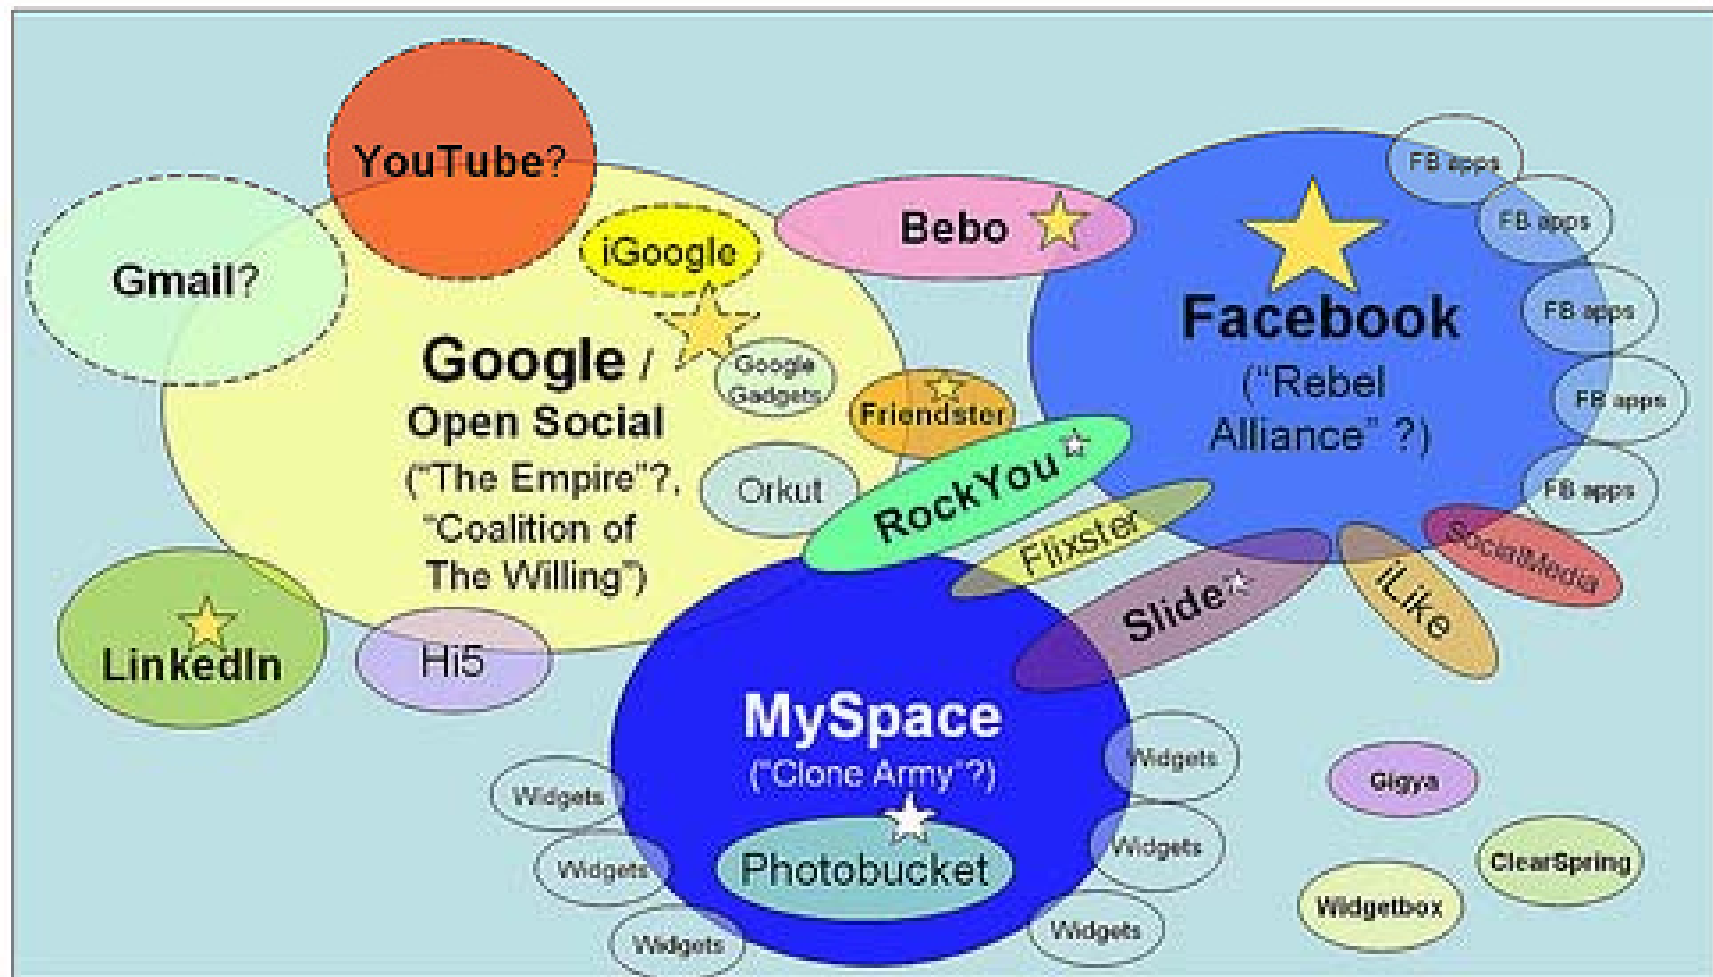 YouTube?
Gmail?
iGoogle
Google /
Open Social
("The Empire"?,
"Coalition of
The Willing")
Google
Gadgets
Orkut
Friendster
Bebo
Facebook
("Rebel
Alliance" ?)
FB apps
FB apps
FB apps
FB apps
FB apps
RockYou
Flixster
Slide
iLike
SocialMedia
LinkedIn
Hi5
MySpace
("Clone Army"?)
Photobucket
Widgets
Widgets
Widgets
Widgets
Widgets
Widgets
Gigya
ClearSpring
Widgetbox